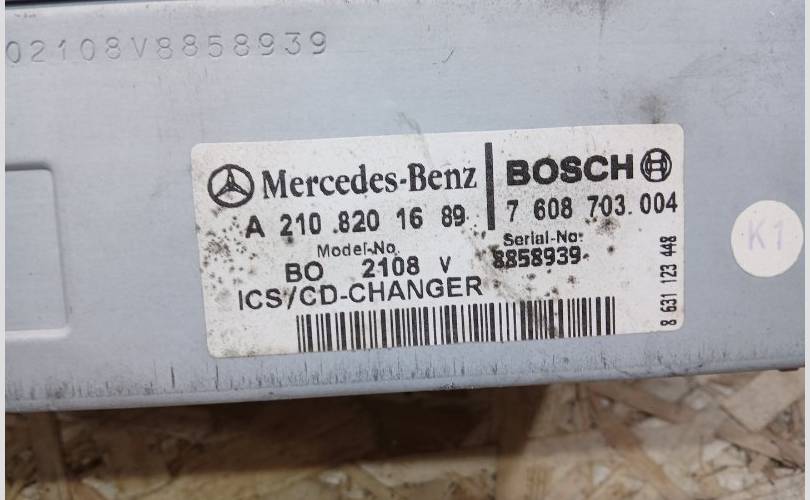 02108V8858939
Mercedes-Benz
BOSCH
A 210 820 16 89
7 608 703.004
Model-No.
Serial-No:
BO 2108 V
8858939
ICS/CD-CHANGER
8 631 123 448
K1